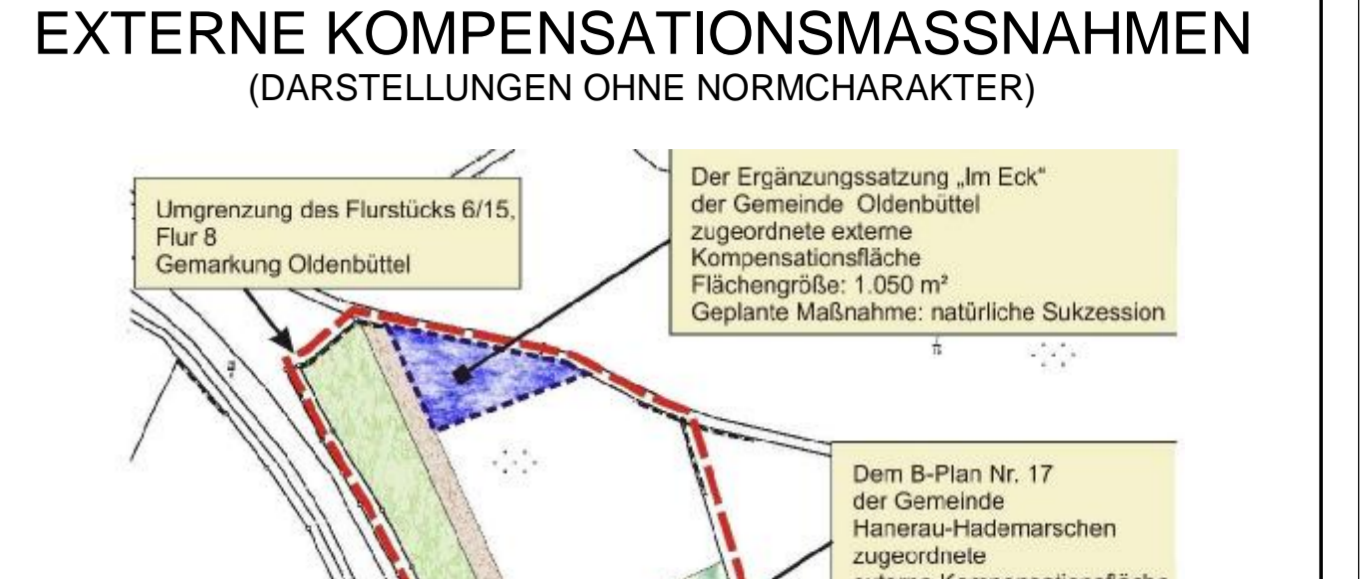 EXTERNE KOMPENSATIONSMASSNAHMEN
(DARSTELLUNGEN OHNE NORMCHARAKTER)
Umgrenzung des Flurstücks 6/15,
Flur 8
Gemarkung Oldenbüttel
Der Ergänzungssatzung „Im Eck“
der Gemeinde Oldenbüttel
zugeordnete externe
Kompensationsfläche
Flächengröße: 1.050 m²
Geplante Maßnahme: natürliche Sukzession
Dem B-Plan Nr. 17
der Gemeinde
Hanerau-Hademarschen
zugeordnete
externe Kompensationsfläche